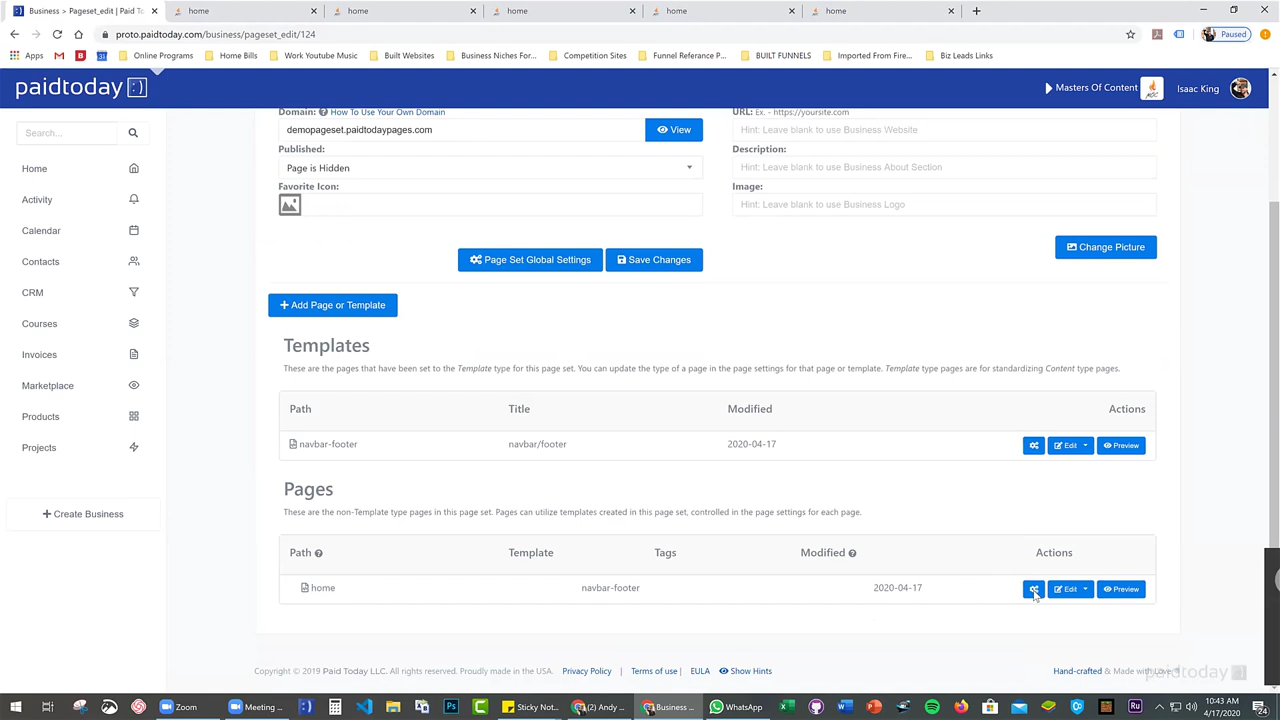 Business > Pageset_edit | Paid To
home
home
home
home
home
proto.paidtoday.com/business/pageset_edit/124
Paused
Apps
Online Programs
Home Bills
Work Youtube Music
Built Websites
Business Niches For...
Competition Sites
Funnel Reference P...
BUILT FUNNELS
Imported From Fire...
Biz Leads Links
paidtoday
Masters Of Content
Isaac King
Search...
Home
Activity
Calendar
Contacts
CRM
Courses
Invoices
Marketplace
Products
Projects
Create Business
Domain: How To Use Your Own Domain
demopageset.paidtodaypages.com
View
Published:
Page is Hidden
Favorite Icon:
URL: Ex. - https://yoursite.com
Hint: Leave blank to use Business Website
Description:
Hint: Leave blank to use Business About Section
Image:
Hint: Leave blank to use Business Logo
Change Picture
Page Set Global Settings
Save Changes
+ Add Page or Template
Templates
These are the pages that have been set to the Template type for this page set. You can update the type of a page in the page settings for that page or template. Template type pages are for standardizing Content type pages.
Path Title Modified Actions
navbar-footer navbar/footer 2020-04-17 Edit Preview
Pages
These are the non-Template type pages in this page set. Pages can utilize templates created in this page set, controlled in the page settings for each page.
Path Template Tags Modified Actions
home navbar-footer 2020-04-17 Edit Preview
Copyright © 2019 Paid Today LLC. All rights reserved. Proudly made in the USA. Privacy Policy | Terms of use | EULA Show Hints
Hand-crafted & Made with Love
paidtoday
Zoom
Meeting ...
Sticky Not...
(2) Andy ...
Business ...
WhatsApp
10:43 AM
4/17/2020